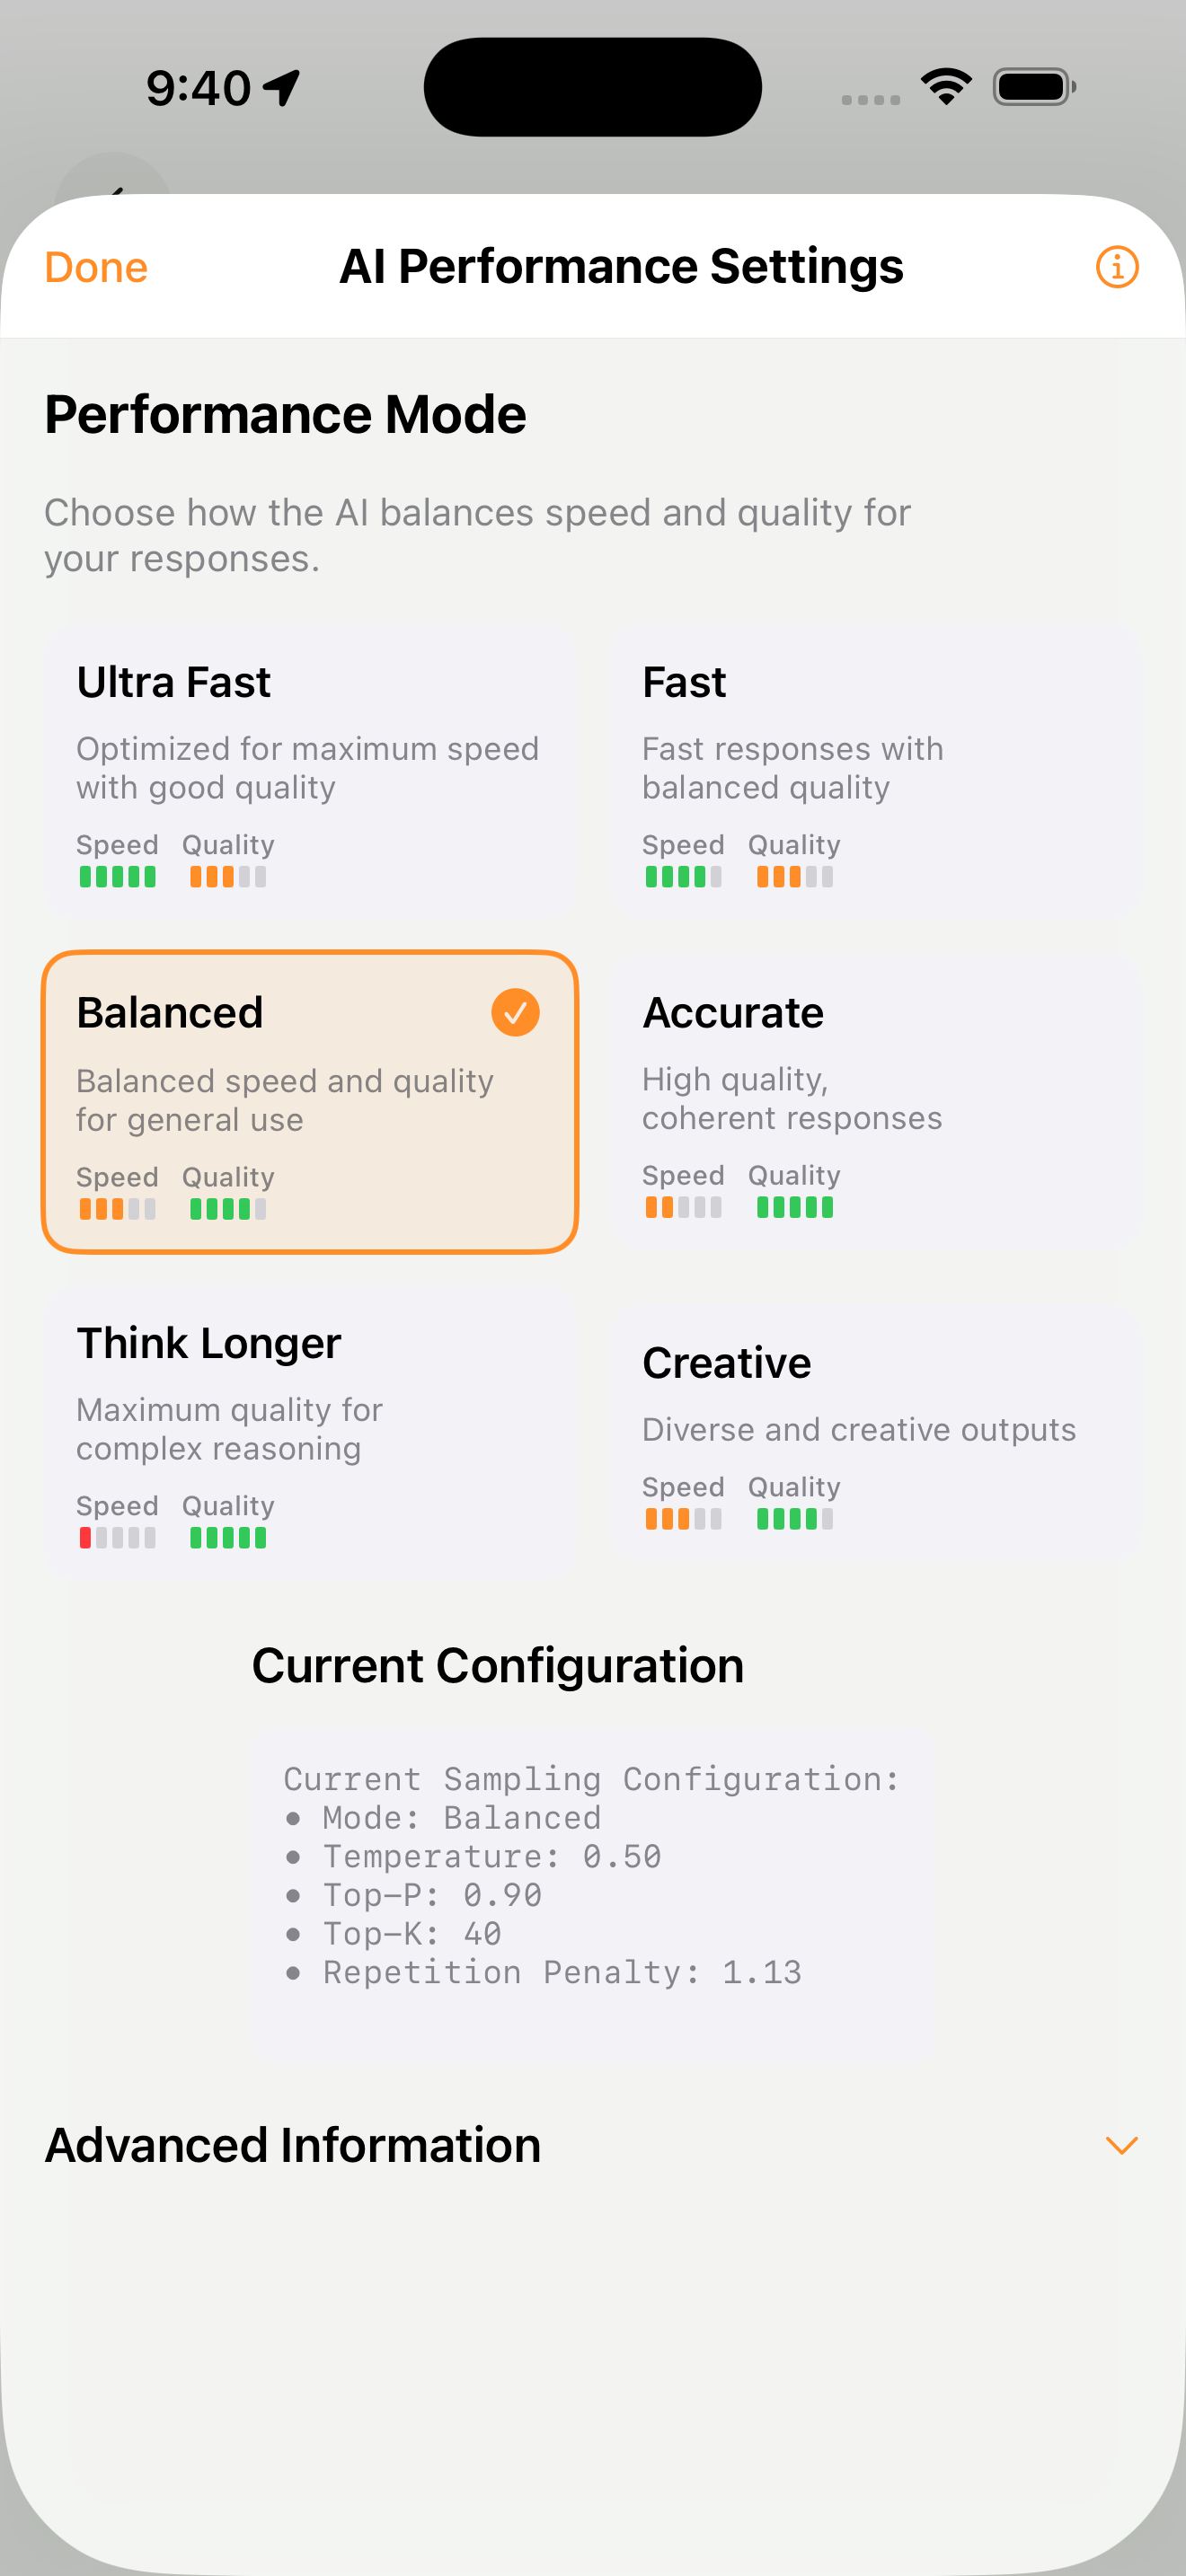 9:40
Done
AI Performance Settings
Performance Mode
Choose how the AI balances speed and quality for
your responses.
Ultra Fast
Optimized for maximum speed
with good quality
Speed Quality
Fast
Fast responses with
balanced quality
Speed Quality
Balanced
Balanced speed and quality
for general use
Speed Quality
Accurate
High quality,
coherent responses
Speed Quality
Think Longer
Maximum quality for
complex reasoning
Speed Quality
Creative
Diverse and creative outputs
Speed Quality
Current Configuration
Current Sampling Configuration:
• Mode: Balanced
• Temperature: 0.50
• Top-P: 0.90
• Top-K: 40
• Repetition Penalty: 1.13
Advanced Information